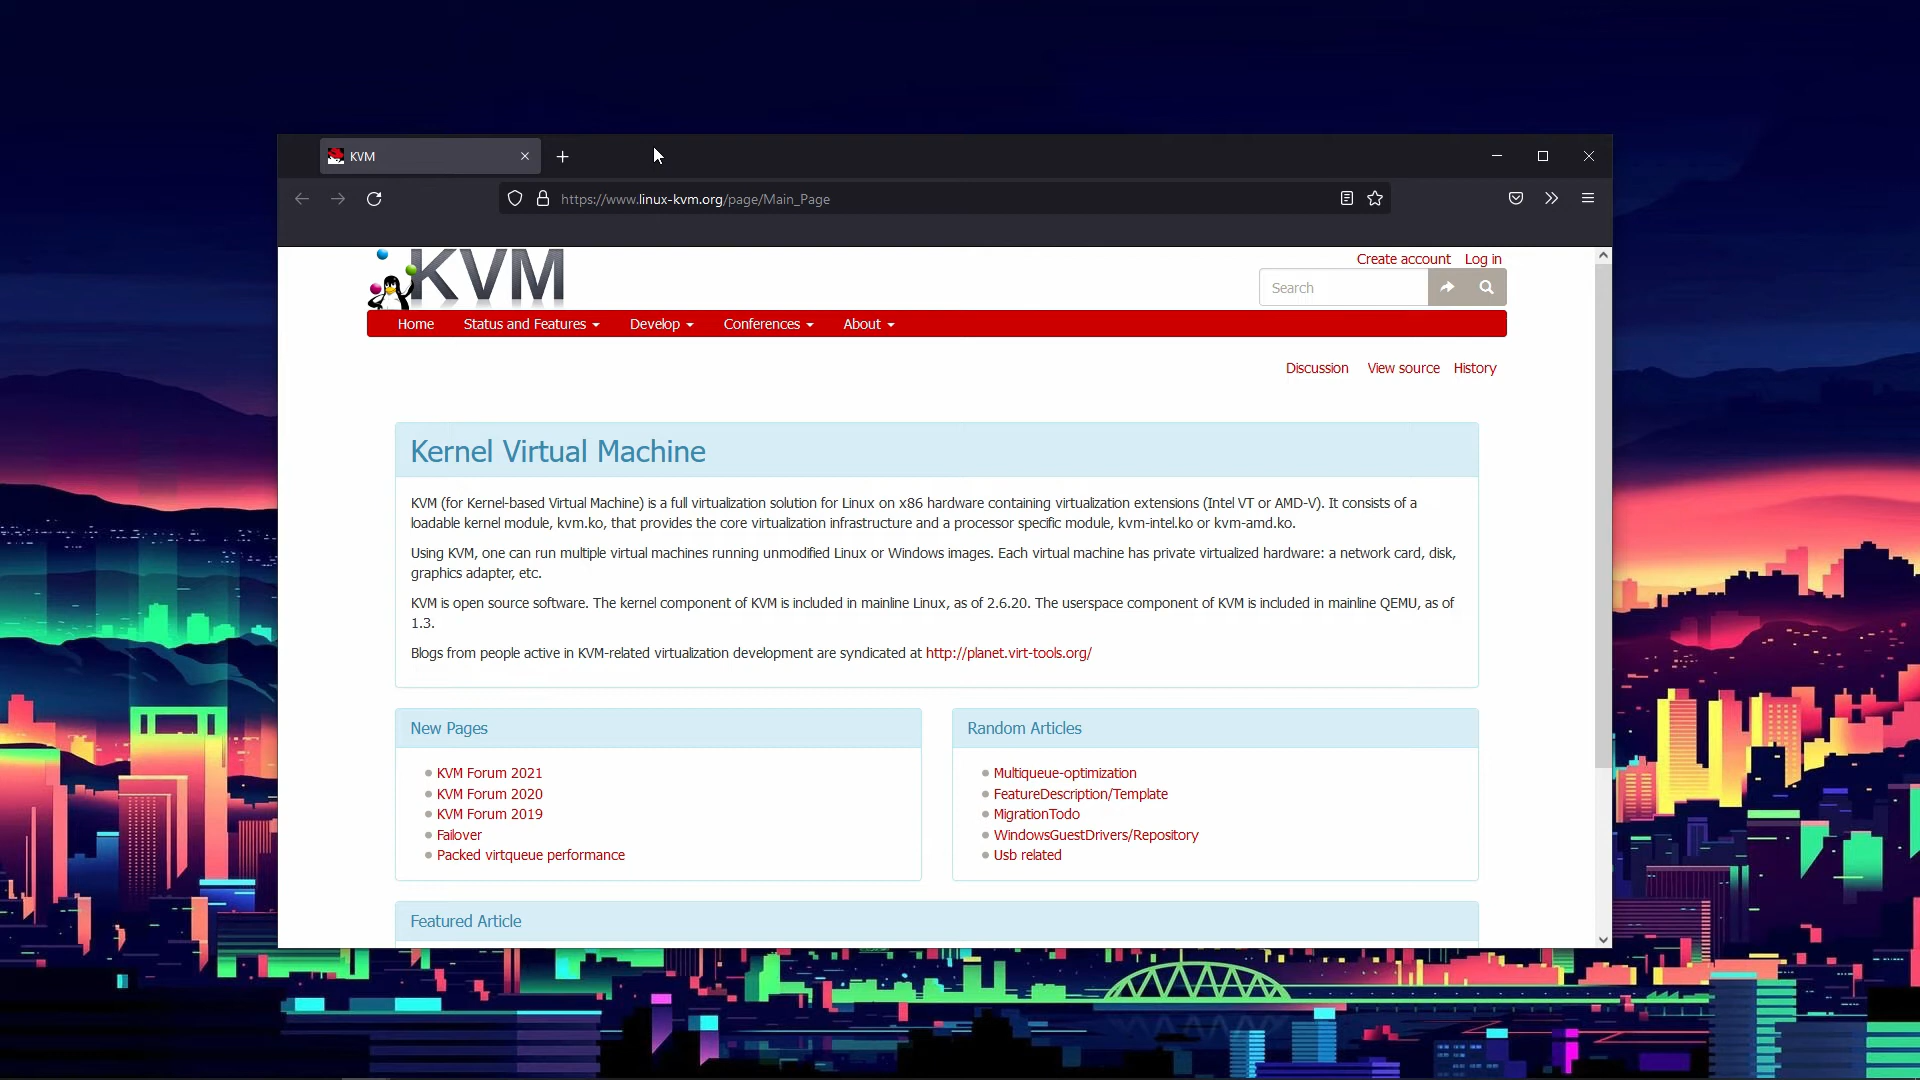 KVM
https://www.linux-kvm.org/page/Main_Page
KVM
Create account Log in
Search
Home Status and Features Develop Conferences About
Discussion View source History
Kernel Virtual Machine
KVM (for Kernel-based Virtual Machine) is a full virtualization solution for Linux on x86 hardware containing virtualization extensions (Intel VT or AMD-V). It consists of a
loadable kernel module, kvm.ko, that provides the core virtualization infrastructure and a processor specific module, kvm-intel.ko or kvm-amd.ko.
Using KVM, one can run multiple virtual machines running unmodified Linux or Windows images. Each virtual machine has private virtualized hardware: a network card, disk,
graphics adapter, etc.
KVM is open source software. The kernel component of KVM is included in mainline Linux, as of 2.6.20. The userspace component of KVM is included in mainline QEMU, as of
1.3.
Blogs from people active in KVM-related virtualization development are syndicated at http://planet.virt-tools.org/
New Pages
KVM Forum 2021
KVM Forum 2020
KVM Forum 2019
Failover
Packed virtqueue performance
Random Articles
Multiqueue-optimization
FeatureDescription/Template
MigrationTodo
WindowsGuestDrivers/Repository
Usb related
Featured Article